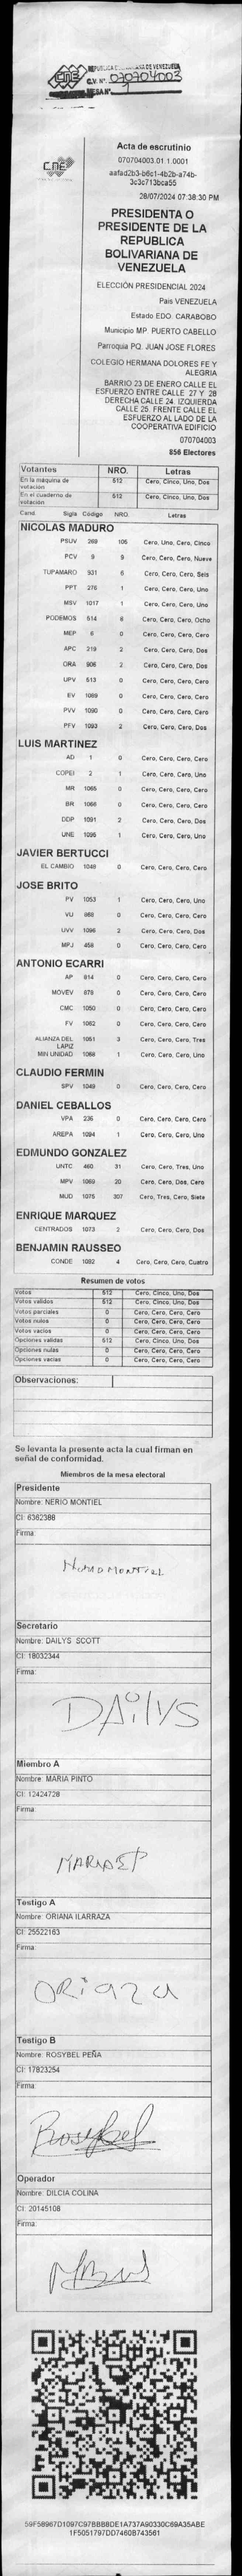 CNE
C.V. Nº 070704003
MESA Nº 1
Acta de escrutinio
070704003.01.1.0001
aafad2b3-b6c1-4b2b-a74b-
3c3c713bca55
28/07/2024 07:38:30 PM
PRESIDENTA O
PRESIDENTE DE LA
REPUBLICA
BOLIVARIANA DE
VENEZUELA
ELECCIÓN PRESIDENCIAL 2024
Pais VENEZUELA
Estado EDO. CARABOBO
Municipio MP. PUERTO CABELLO
Parroquia PQ. JUAN JOSE FLORES
COLEGIO HERMANA DOLORES FE Y
ALEGRIA
BARRIO 23 DE ENERO CALLE EL
ESFUERZO ENTRE CALLE 27 Y 28
DERECHA CALLE 24. IZQUIERDA
CALLE 25. FRENTE CALLE EL
ESFUERZO AL LADO DE LA
COOPERATIVA EDIFICIO
070704003
856 Electores
Votantes NRO. Letras
En la máquina de votación 512 Cero, Cinco, Uno, Dos
En el cuaderno de votación 512 Cero, Cinco, Uno, Dos
Cand. Sigla Código NRO. Letras
NICOLAS MADURO
PSUV 269 105 Cero, Uno, Cero, Cinco
PCV 9 9 Cero, Cero, Cero, Nueve
TUPAMARO 931 6 Cero, Cero, Cero, Seis
PPT 276 1 Cero, Cero, Cero, Uno
MSV 1017 1 Cero, Cero, Cero, Uno
PODEMOS 514 8 Cero, Cero, Cero, Ocho
MEP 6 0 Cero, Cero, Cero, Cero
APC 219 2 Cero, Cero, Cero, Dos
ORA 906 2 Cero, Cero, Cero, Dos
UPV 513 0 Cero, Cero, Cero, Cero
EV 1089 0 Cero, Cero, Cero, Cero
PVV 1090 0 Cero, Cero, Cero, Cero
PFV 1093 2 Cero, Cero, Cero, Dos
LUIS MARTINEZ
AD 1 0 Cero, Cero, Cero, Cero
COPEI 2 1 Cero, Cero, Cero, Uno
MR 1065 0 Cero, Cero, Cero, Cero
BR 1068 0 Cero, Cero, Cero, Cero
DDP 1091 2 Cero, Cero, Cero, Dos
UNE 1095 1 Cero, Cero, Cero, Uno
JAVIER BERTUCCI
EL CAMBIO 1048 0 Cero, Cero, Cero, Cero
JOSE BRITO
PV 1053 1 Cero, Cero, Cero, Uno
VU 868 0 Cero, Cero, Cero, Cero
UVV 1096 2 Cero, Cero, Cero, Dos
MPJ 458 0 Cero, Cero, Cero, Cero
ANTONIO ECARRI
AP 814 0 Cero, Cero, Cero, Cero
MOVEV 879 0 Cero, Cero, Cero, Cero
CMC 1050 0 Cero, Cero, Cero, Cero
FV 1062 0 Cero, Cero, Cero, Cero
ALIANZA DEL LAPIZ 1051 3 Cero, Cero, Cero, Tres
MIN UNIDAD 1066 1 Cero, Cero, Cero, Uno
CLAUDIO FERMIN
SPV 1049 0 Cero, Cero, Cero, Cero
DANIEL CEBALLOS
VPA 236 0 Cero, Cero, Cero, Cero
AREPA 1094 1 Cero, Cero, Cero, Uno
EDMUNDO GONZALEZ
UNTC 460 31 Cero, Cero, Tres, Uno
MPV 1069 20 Cero, Cero, Dos, Cero
MUD 1075 307 Cero, Tres, Cero, Siete
ENRIQUE MARQUEZ
CENTRADOS 1073 2 Cero, Cero, Cero, Dos
BENJAMIN RAUSSEO
CONDE 1092 4 Cero, Cero, Cero, Cuatro
Resumen de votos
Votos 512 Cero, Cinco, Uno, Dos
Votos validos 512 Cero, Cinco, Uno, Dos
Votos parciales 0 Cero, Cero, Cero, Cero
Votos nulos 0 Cero, Cero, Cero, Cero
Votos vacios 0 Cero, Cero, Cero, Cero
Opciones validas 512 Cero, Cinco, Uno, Dos
Opciones nulas 0 Cero, Cero, Cero, Cero
Opciones vacias 0 Cero, Cero, Cero, Cero
Observaciones:
Se levanta la presente acta la cual firman en
señal de conformidad.
Miembros de la mesa electoral
Presidente
Nombre: NERIO MONTIEL
CI: 6362388
Firma:
Nerio Montiel
Secretario
Nombre: DAILYS SCOTT
CI: 18032344
Firma:
DAilys
Miembro A
Nombre: MARIA PINTO
CI: 12424728
Firma:
Testigo A
Nombre: ORIANA ILARRAZA
CI: 25522163
Firma:
Testigo B
Nombre: ROSYBEL PEÑA
CI: 17823254
Firma:
Rosybel
Operador
Nombre: DILCIA COLINA
CI: 20145108
Firma:
59F58967D1097C97BBB8DE1A737A90330C69A35ABE
1F5051797DD7460B743561